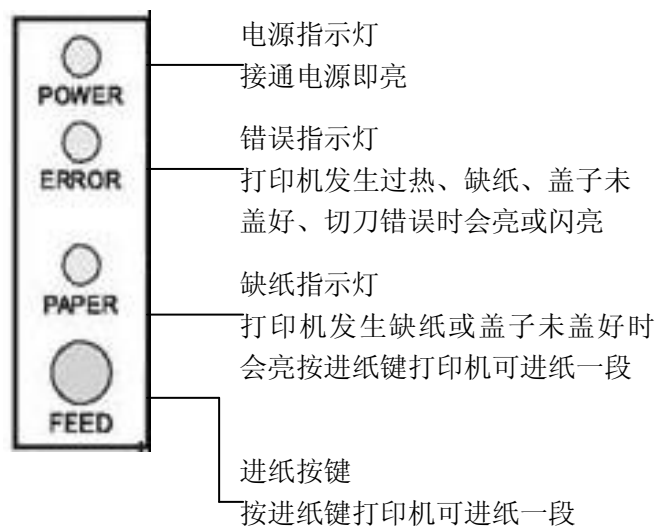 电源指示灯
接通电源即亮
POWER
错误指示灯
ERROR
打印机发生过热、缺纸、盖子未
盖好、切刀错误时会亮或闪亮
缺纸指示灯
PAPER
打印机发生缺纸或盖子未盖好时
会亮按进纸键打印机可进纸一段
FEED
进纸按键
按进纸键打印机可进纸一段